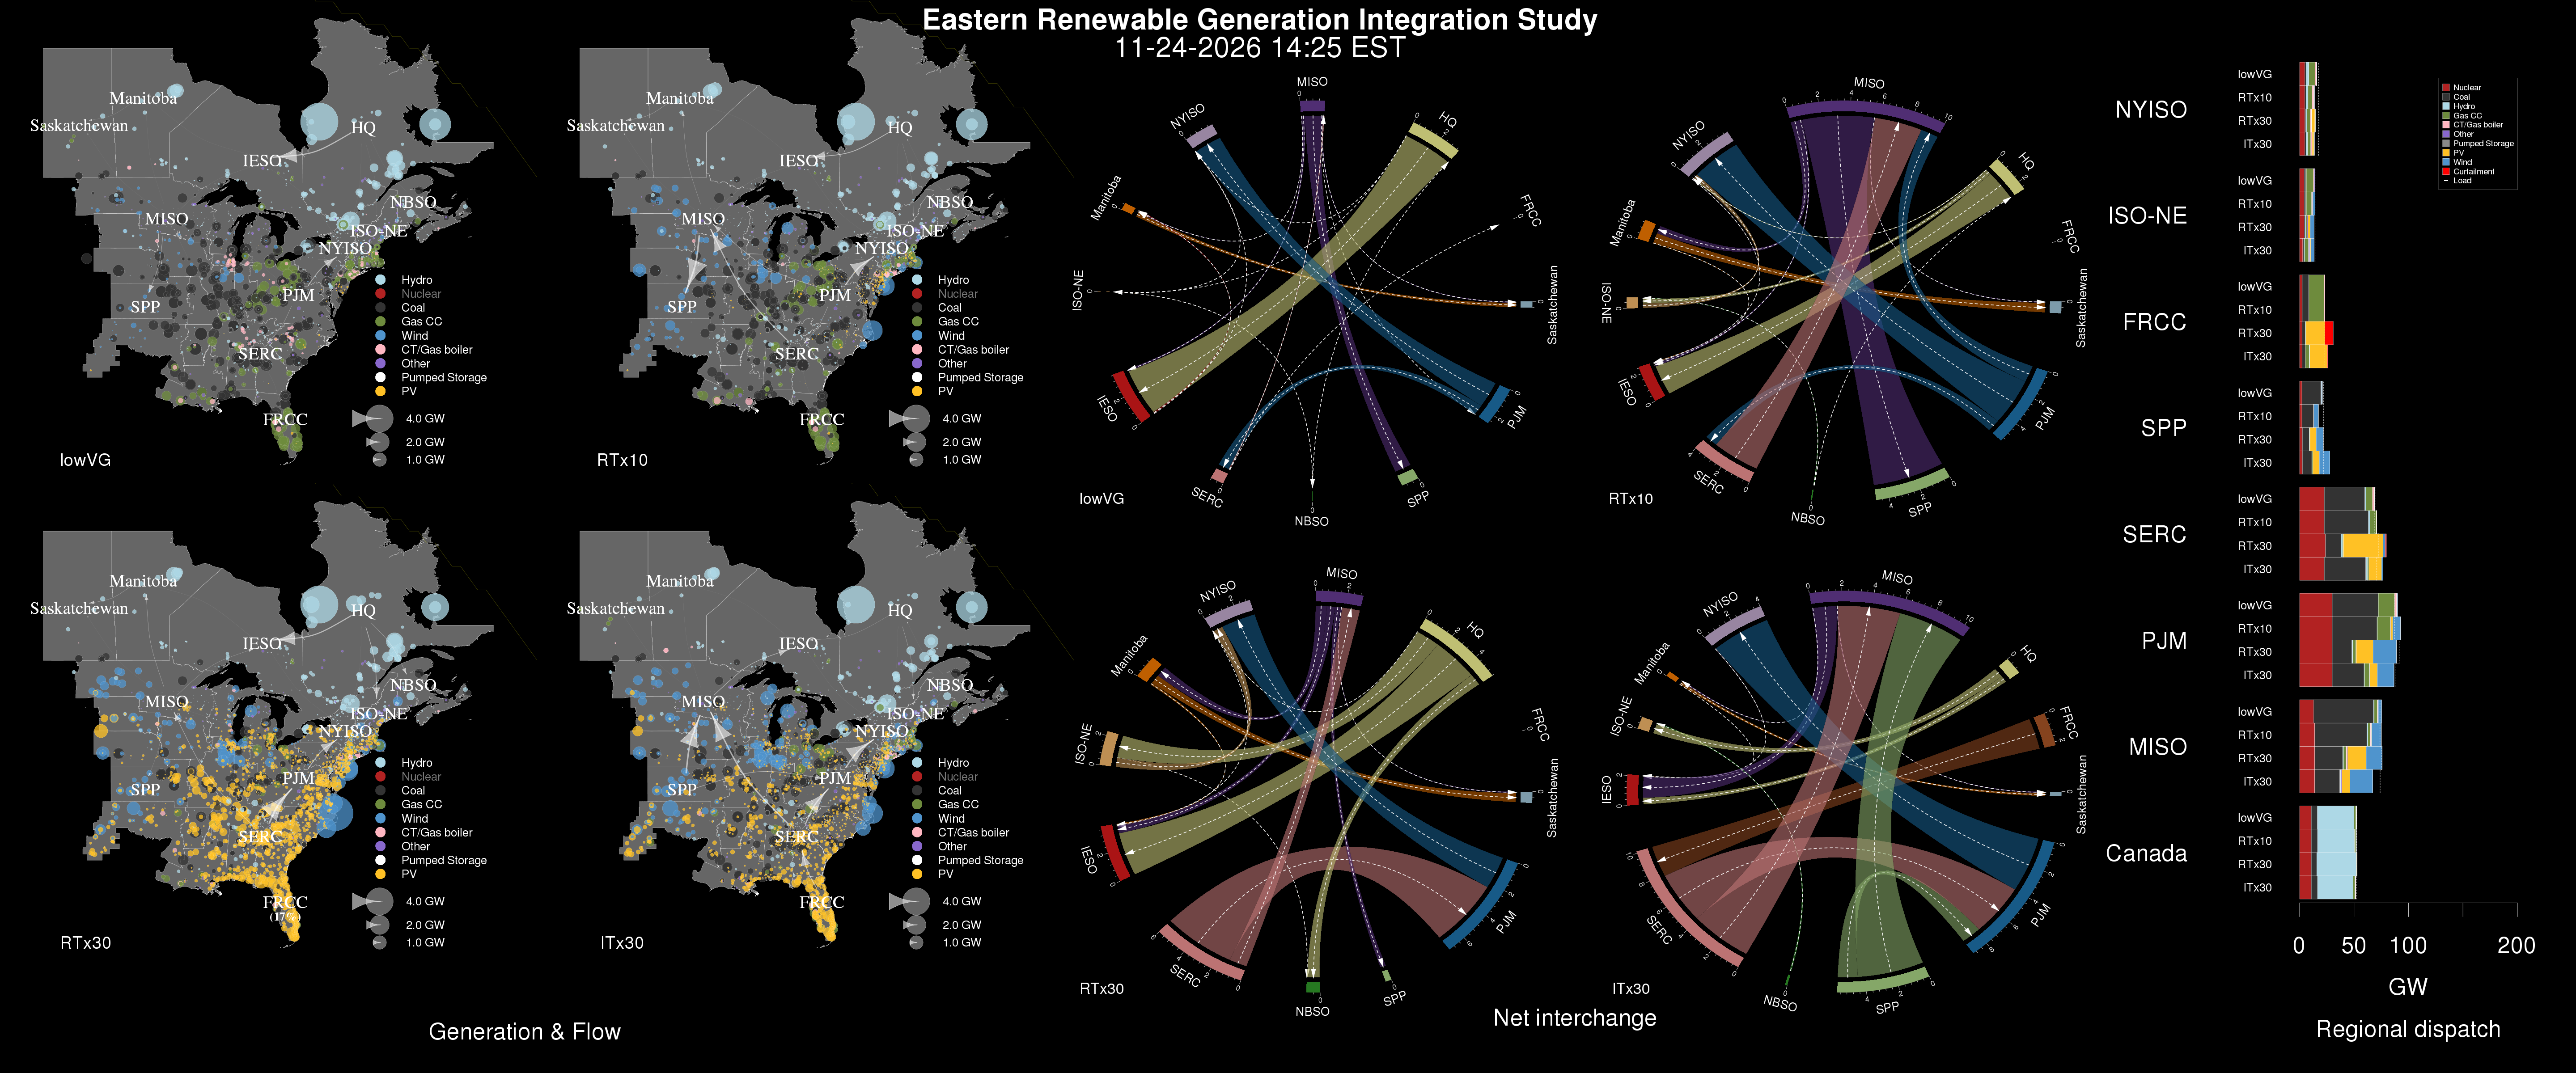 Eastern Renewable Generation Integration Study
11-24-2026 14:25 EST
Manitoba
Saskatchewan
HQ
IESO
NBSO
MISO
ISO-NE
NYISO
PJM
SPP
SERC
FRCC
Hydro
Nuclear
Coal
Gas CC
Wind
CT/Gas boiler
Other
Pumped Storage
PV
4.0 GW
2.0 GW
1.0 GW
lowVG
Manitoba
Saskatchewan
HQ
IESO
NBSO
MISO
ISO-NE
NYISO
PJM
SPP
SERC
FRCC
Hydro
Nuclear
Coal
Gas CC
Wind
CT/Gas boiler
Other
Pumped Storage
PV
4.0 GW
2.0 GW
1.0 GW
RTx10
Manitoba
Saskatchewan
HQ
IESO
NBSO
MISO
ISO-NE
NYISO
PJM
SPP
SERC
FRCC
(17%)
Hydro
Nuclear
Coal
Gas CC
Wind
CT/Gas boiler
Other
Pumped Storage
PV
4.0 GW
2.0 GW
1.0 GW
RTx30
Manitoba
Saskatchewan
HQ
IESO
NBSO
MISO
ISO-NE
NYISO
PJM
SPP
SERC
FRCC
Hydro
Nuclear
Coal
Gas CC
Wind
CT/Gas boiler
Other
Pumped Storage
PV
4.0 GW
2.0 GW
1.0 GW
ITx30
Generation & Flow
MISO
HQ
FRCC
Saskatchewan
PJM
SPP
NBSO
SERC
IESO
ISO-NE
Manitoba
NYISO
lowVG
MISO
HQ
FRCC
Saskatchewan
PJM
SPP
NBSO
SERC
IESO
ISO-NE
Manitoba
NYISO
RTx10
MISO
HQ
FRCC
Saskatchewan
PJM
SPP
NBSO
SERC
IESO
ISO-NE
Manitoba
NYISO
RTx30
MISO
HQ
FRCC
Saskatchewan
PJM
SPP
NBSO
SERC
IESO
ISO-NE
Manitoba
NYISO
ITx30
Net interchange
NYISO
lowVG
RTx10
RTx30
ITx30
ISO-NE
lowVG
RTx10
RTx30
ITx30
FRCC
lowVG
RTx10
RTx30
ITx30
SPP
lowVG
RTx10
RTx30
ITx30
SERC
lowVG
RTx10
RTx30
ITx30
PJM
lowVG
RTx10
RTx30
ITx30
MISO
lowVG
RTx10
RTx30
ITx30
Canada
lowVG
RTx10
RTx30
ITx30
Nuclear
Coal
Hydro
Gas CC
CT/Gas boiler
Other
Pumped Storage
PV
Wind
Curtailment
Load
0 50 100 200
GW
Regional dispatch